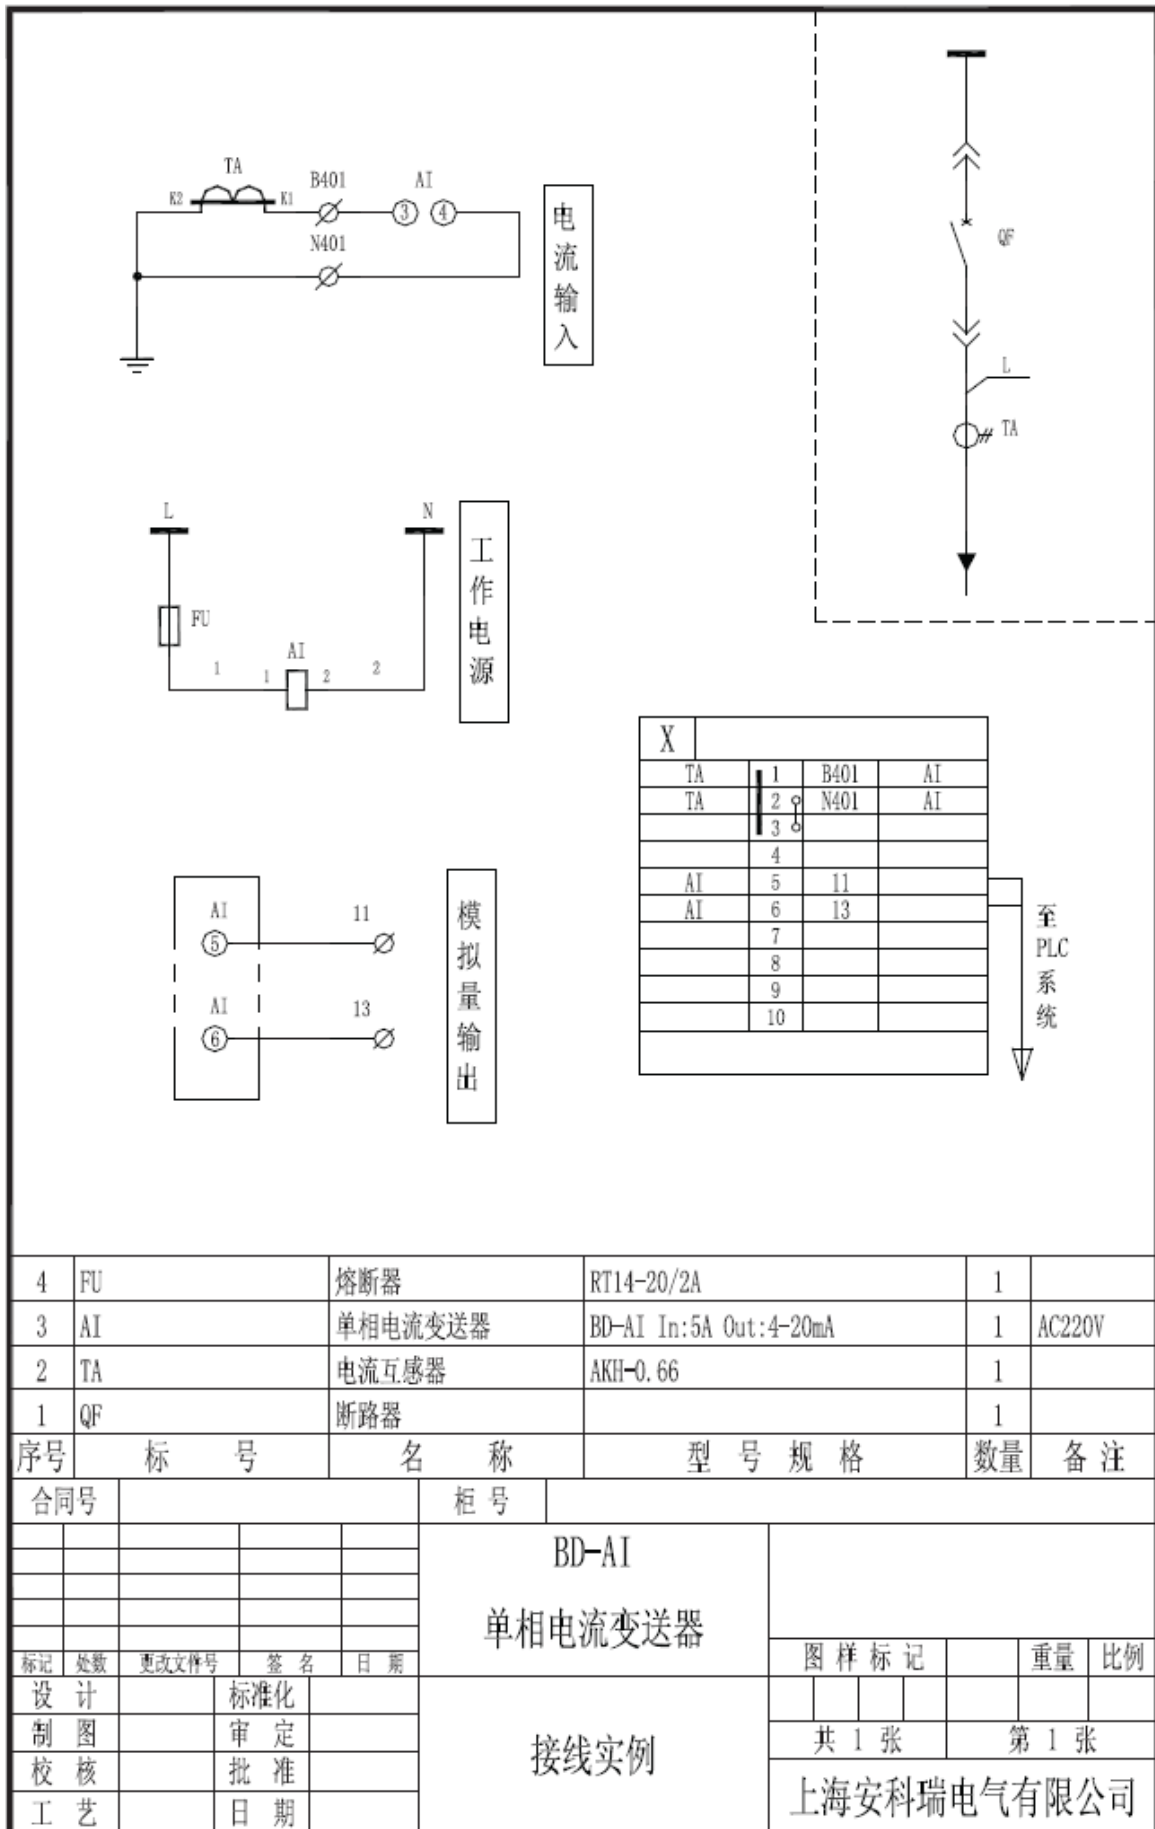 TA
K2
K1
B401
AI
3
4
N401
电流输入
QF
L
TA
L
N
FU
1
1
AI
2
2
工作电源
X
TA 1 B401 AI
TA 2 N401 AI
3
4
AI 5 11
AI 6 13
7
8
9
10
至PLC系统
AI
5
11
AI
6
13
模拟量输出
4 FU 熔断器 RT14-20/2A 1
3 AI 单相电流变送器 BD-AI In:5A Out:4-20mA 1 AC220V
2 TA 电流互感器 AKH-0.66 1
1 QF 断路器 1
序号 标 号 名 称 型 号 规 格 数量 备 注
合同号 柜 号
BD-AI
单相电流变送器
接线实例
标记 处数 更改文件号 签 名 日 期
设 计 标准化
制 图 审 定
校 核 批 准
工 艺 日 期
图 样 标 记 重量 比例
共 1 张 第 1 张
上海安科瑞电气有限公司